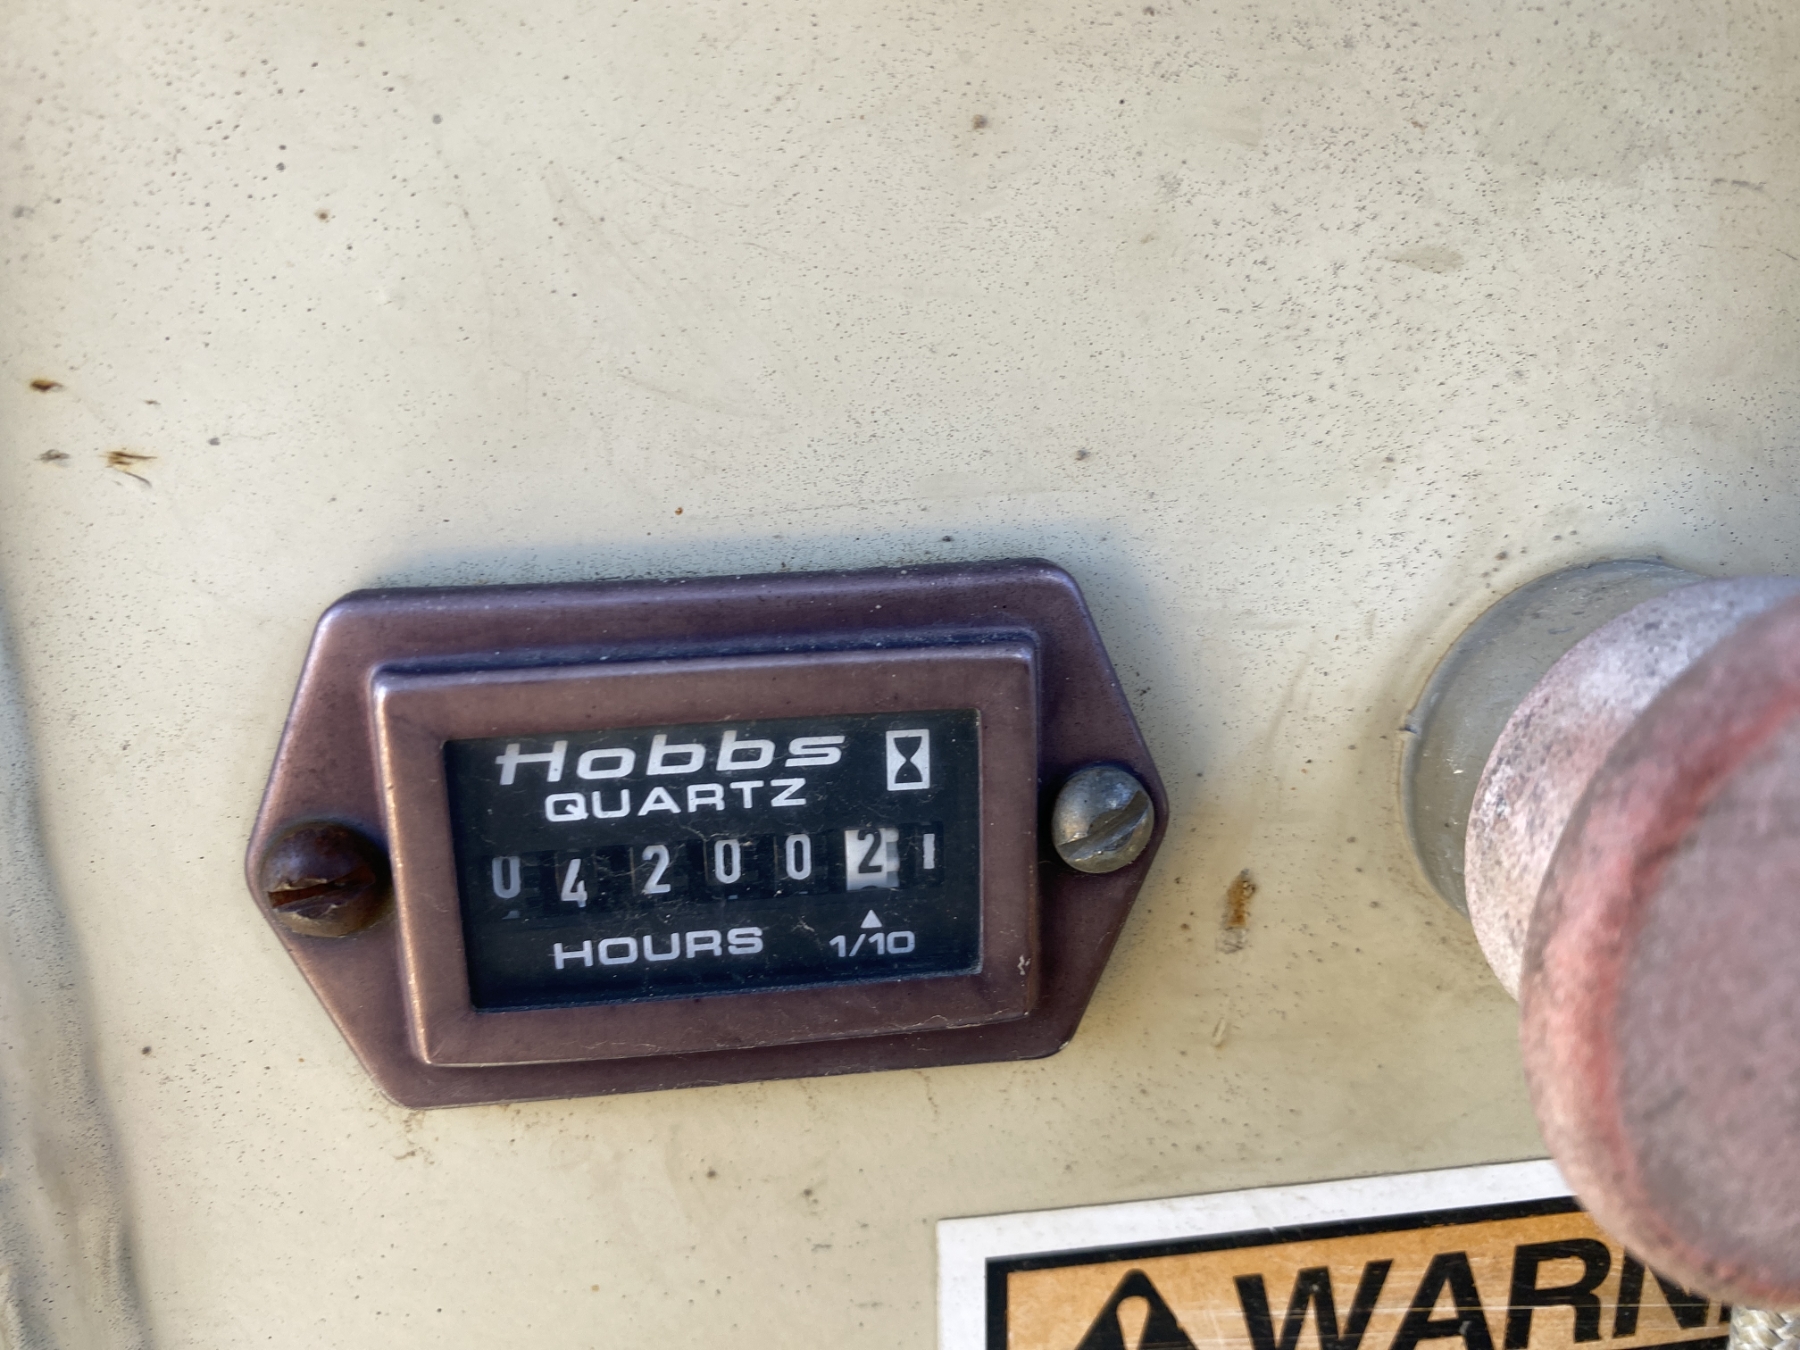 Hobbs
QUARTZ
0420021
HOURS 1/10
WARN